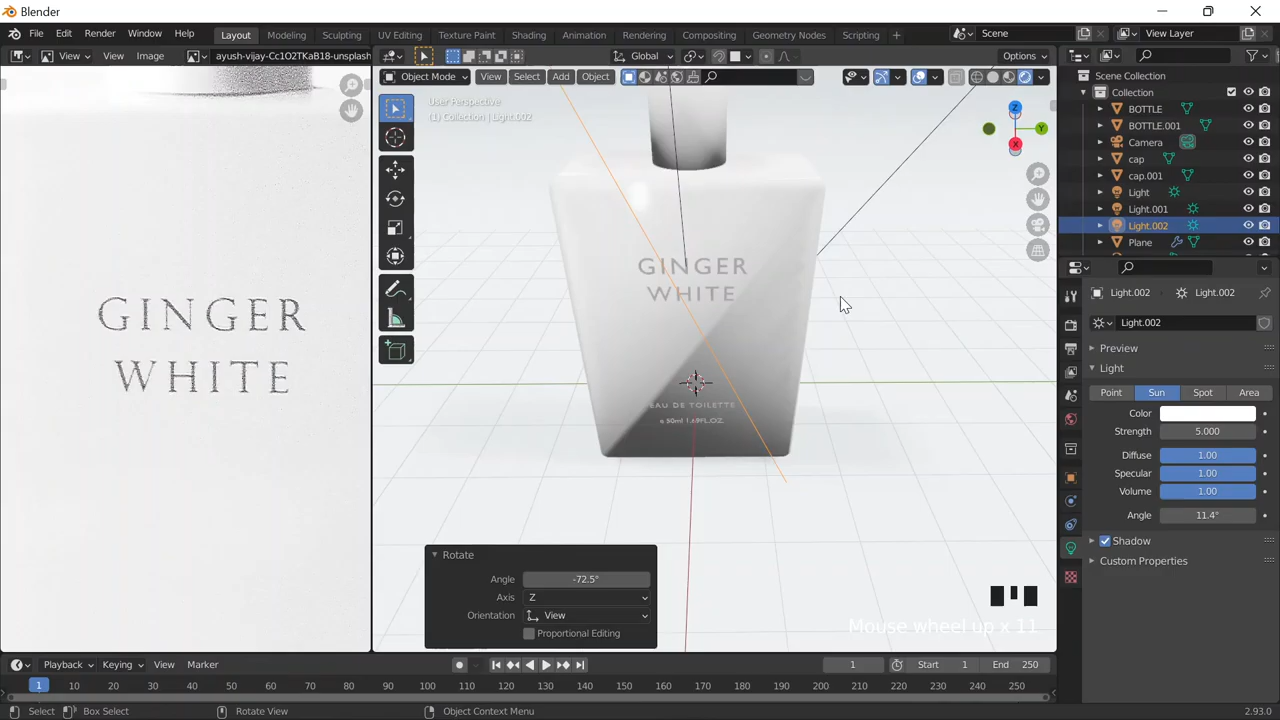 Blender
File Edit Render Window Help
Layout Modeling Sculpting UV Editing Texture Paint Shading Animation Rendering Compositing Geometry Nodes Scripting +
Scene
View Layer
View View Image ayush-vijay-Cc1O2TKaB18-unsplash
Global
Options
Object Mode View Select Add Object
User Perspective
(1) Collection | Light.002
Z
Y
X
Scene Collection
Collection
BOTTLE
BOTTLE.001
Camera
cap
cap.001
Light
Light.001
Light.002
Plane
GINGER
WHITE
GINGER
WHITE
EAU DE TOILETTE
Light.002 Light.002
Light.002
Preview
Light
Point Sun Spot Area
Color
Strength 5.000
Diffuse 1.00
Specular 1.00
Volume 1.00
Angle 11.4°
Shadow
Custom Properties
Rotate
Angle -72.5°
Axis Z
Orientation View
Proportional Editing
Mouse wheel up x 11
Playback Keying View Marker
1 Start 1 End 250
1 10 20 30 40 50 60 70 80 90 100 110 120 130 140 150 160 170 180 190 200 210 220 230 240 250
Select Box Select Rotate View Object Context Menu
2.93.0